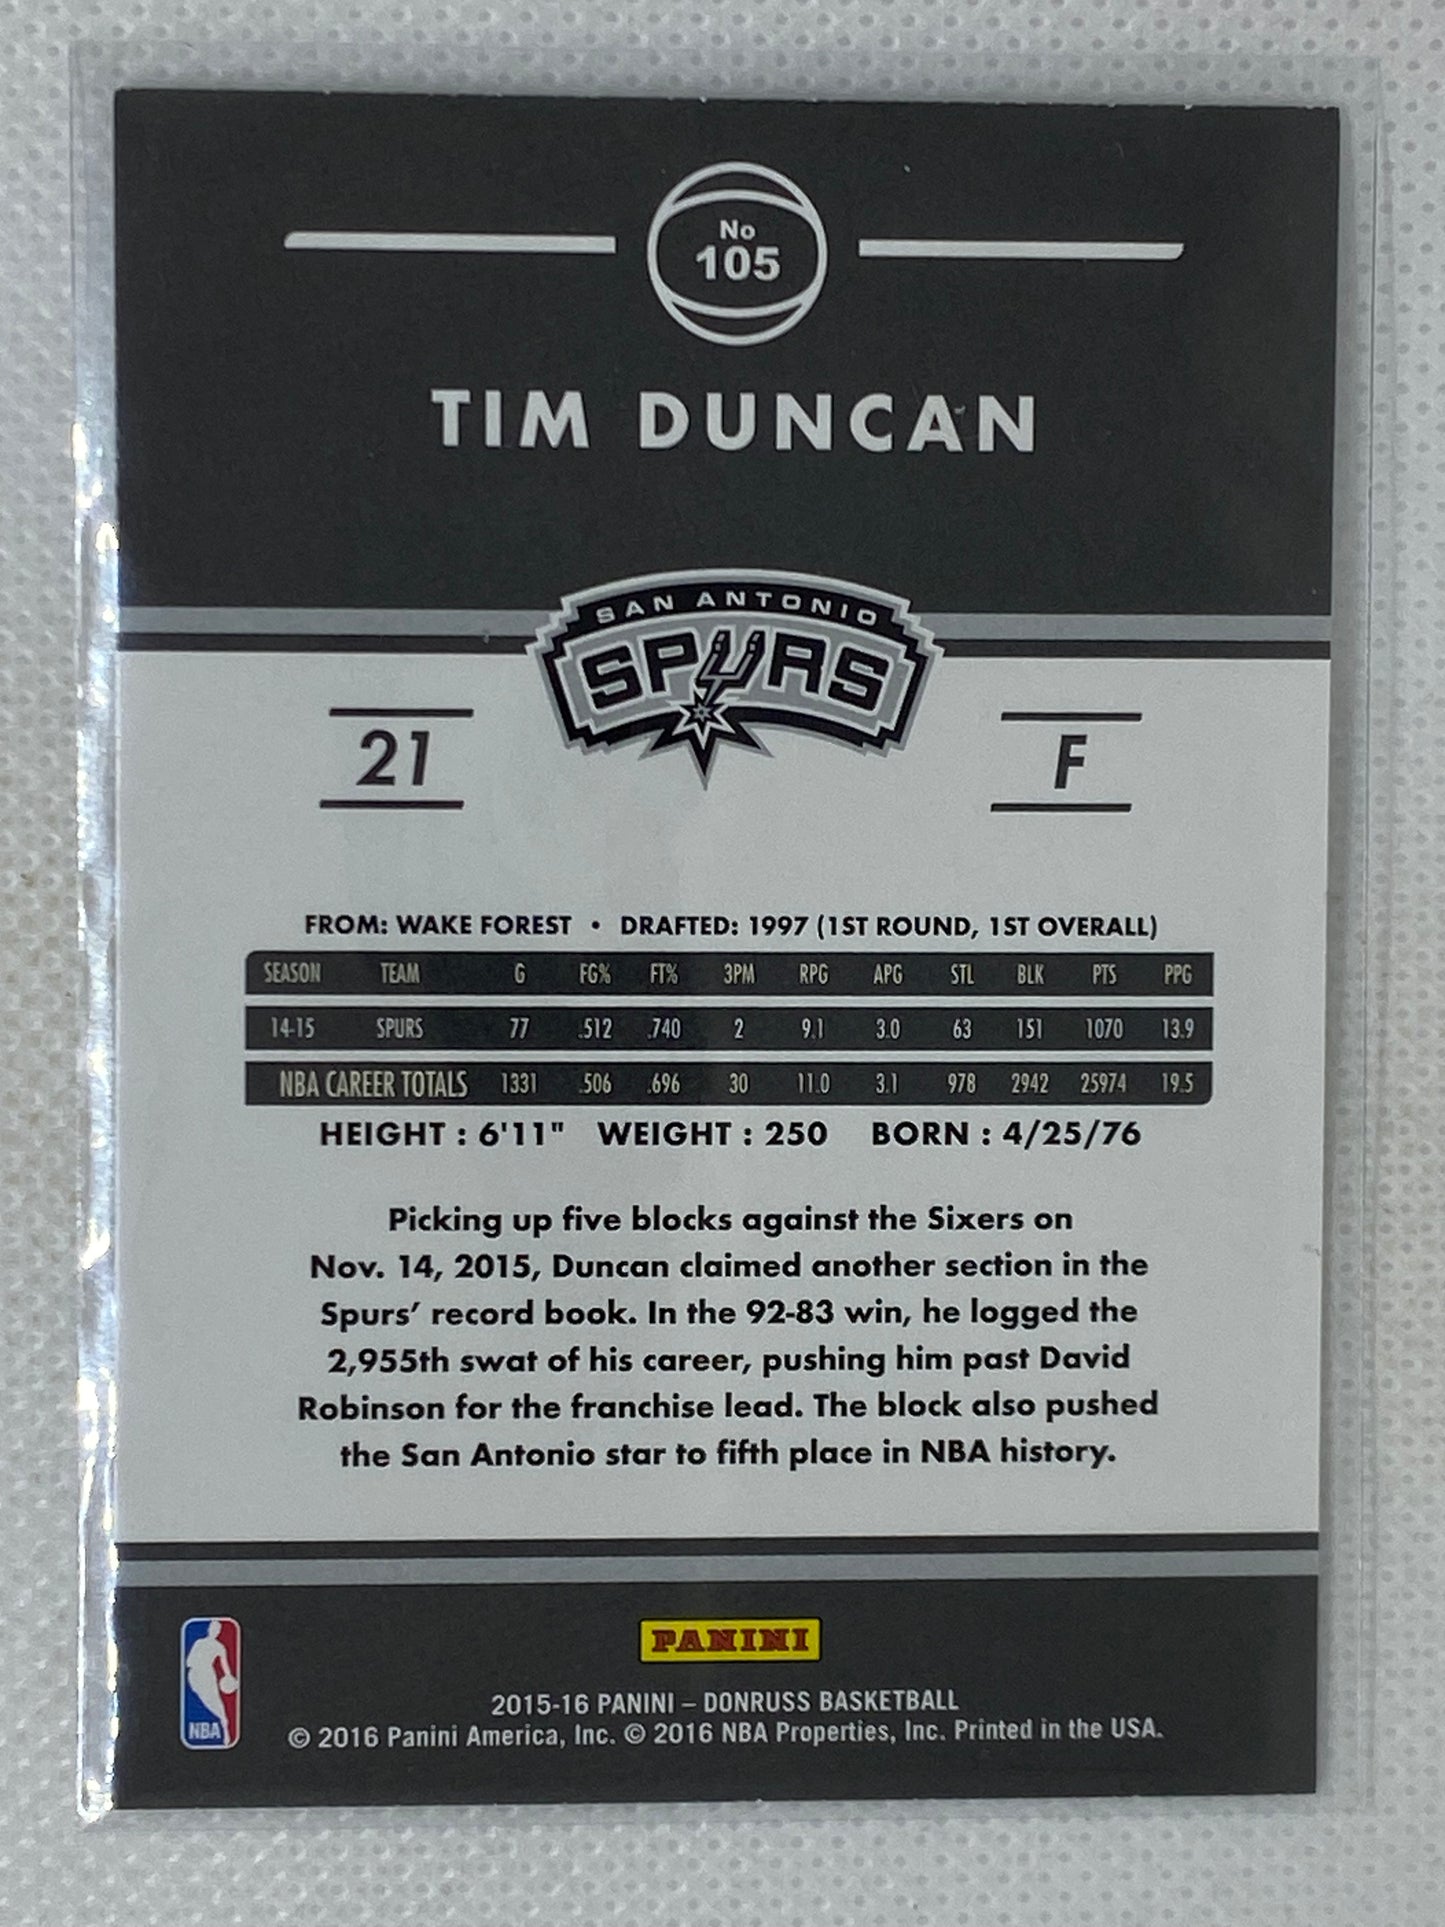 No
105
TIM DUNCAN
SAN ANTONIO
SPURS
21
F
FROM: WAKE FOREST • DRAFTED: 1997 (1ST ROUND, 1ST OVERALL)
SEASON TEAM G FG% FT% 3PM RPG APG STL BLK PTS PPG
14-15 SPURS 77 .512 .740 2 9.1 3.0 63 151 1070 13.9
NBA CAREER TOTALS 1331 .506 .696 30 11.0 3.1 978 2942 25974 19.5
HEIGHT : 6'11" WEIGHT : 250 BORN : 4/25/76
Picking up five blocks against the Sixers on
Nov. 14, 2015, Duncan claimed another section in the
Spurs’ record book. In the 92-83 win, he logged the
2,955th swat of his career, pushing him past David
Robinson for the franchise lead. The block also pushed
the San Antonio star to fifth place in NBA history.
PANINI
NBA
2015-16 PANINI – DONRUSS BASKETBALL
© 2016 Panini America, Inc. © 2016 NBA Properties, Inc. Printed in the USA.